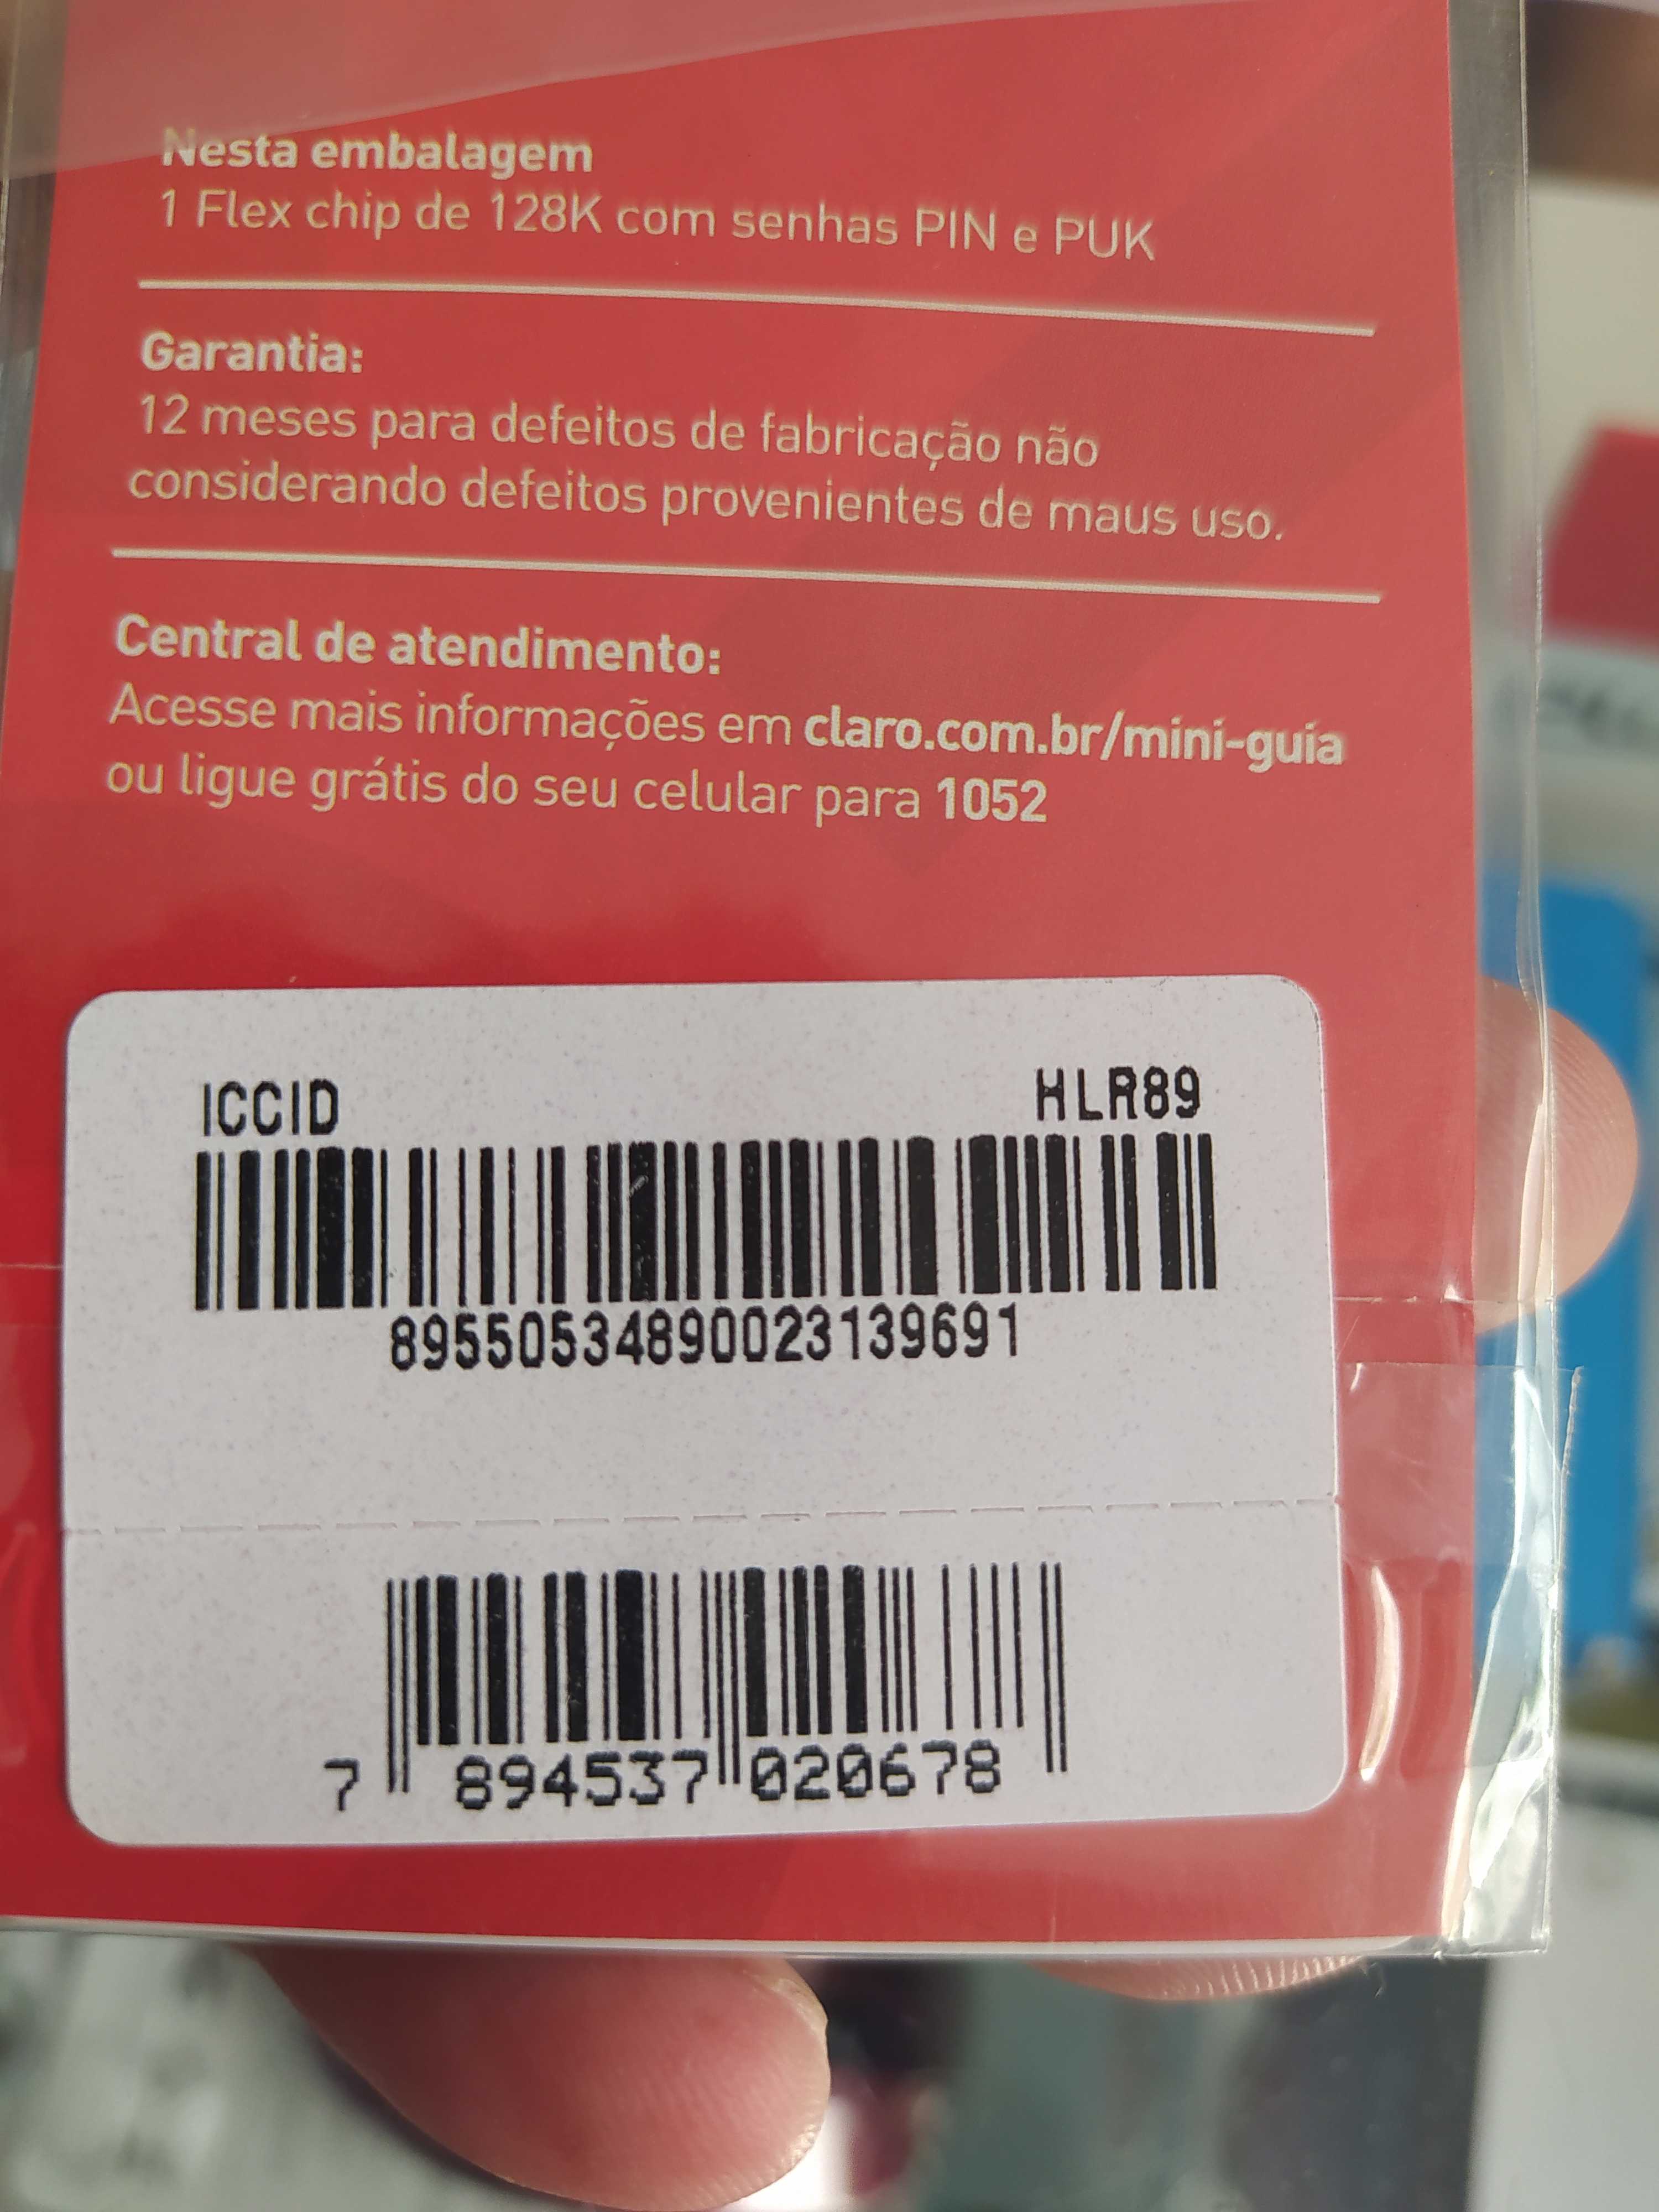 Nesta embalagem
1 Flex chip de 128K com senhas PIN e PUK
Garantia:
12 meses para defeitos de fabricação não
considerando defeitos provenientes de maus uso.
Central de atendimento:
Acesse mais informações em claro.com.br/mini-guia
ou ligue grátis do seu celular para 1052
ICCID HLR89
89550534890023139691
7 894537 020678